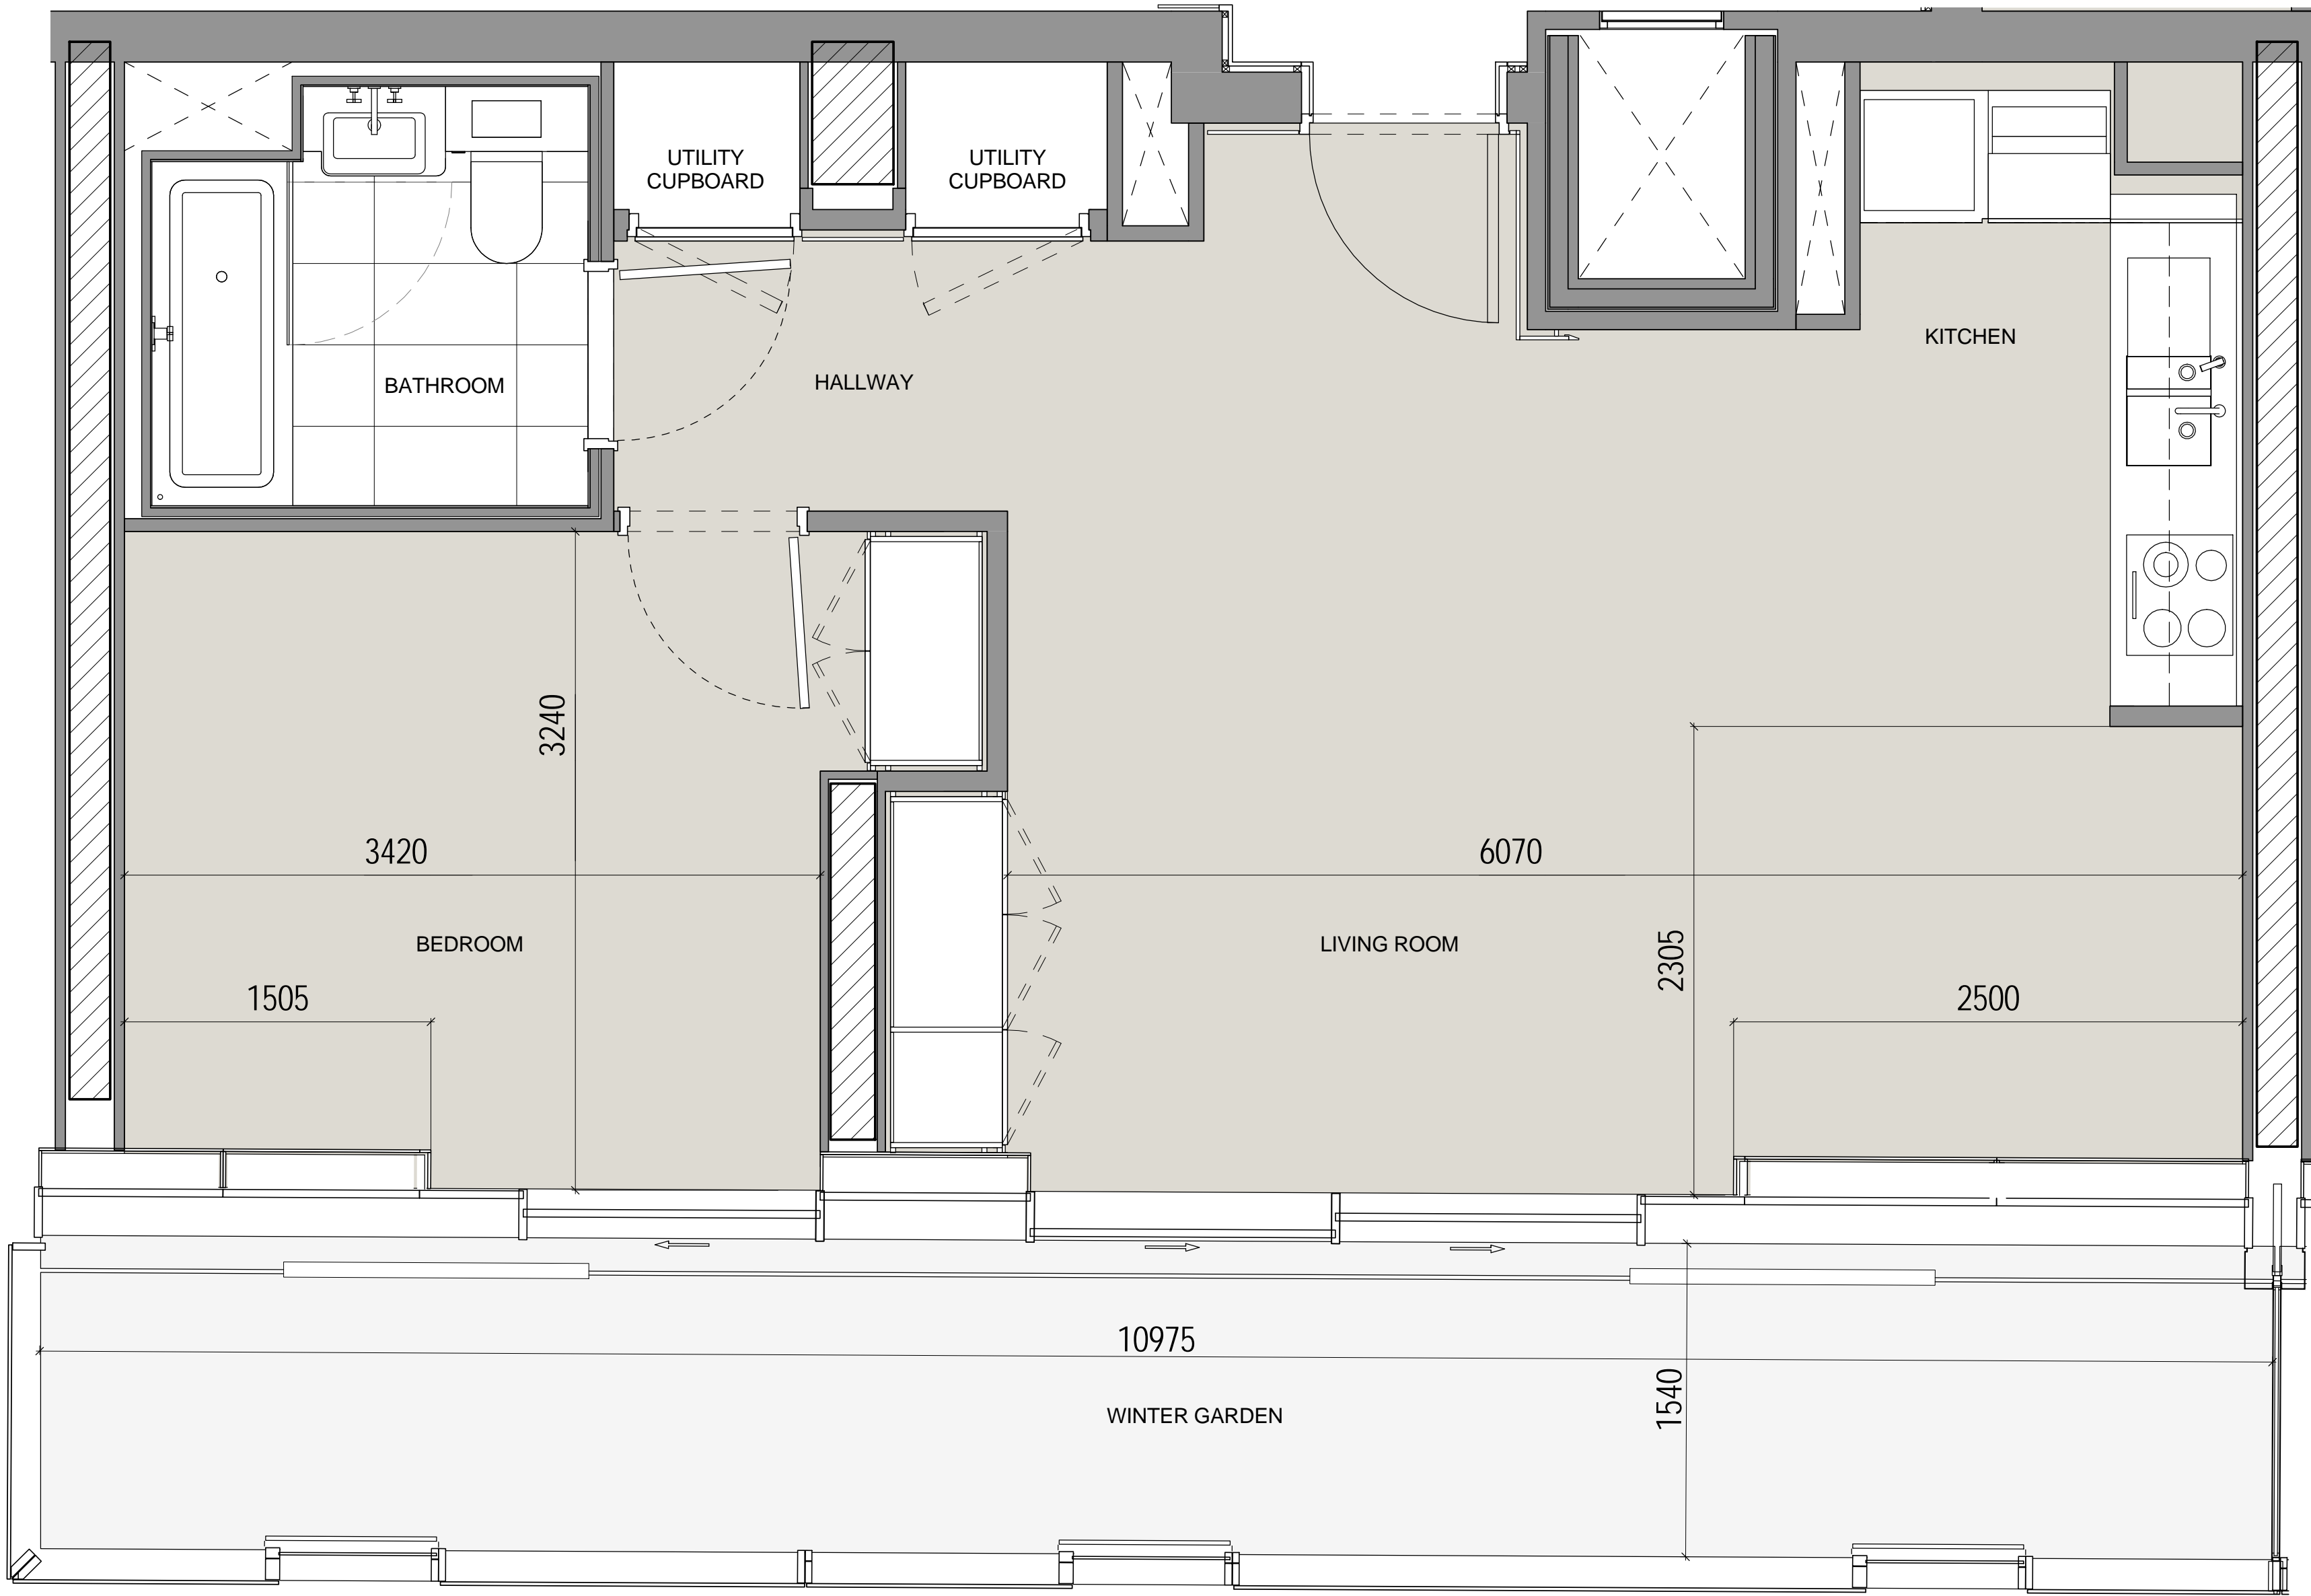 UTILITY
CUPBOARD
UTILITY
CUPBOARD
KITCHEN
BATHROOM
HALLWAY
3240
3420
6070
BEDROOM
LIVING ROOM
2305
1505
2500
10975
1540
WINTER GARDEN